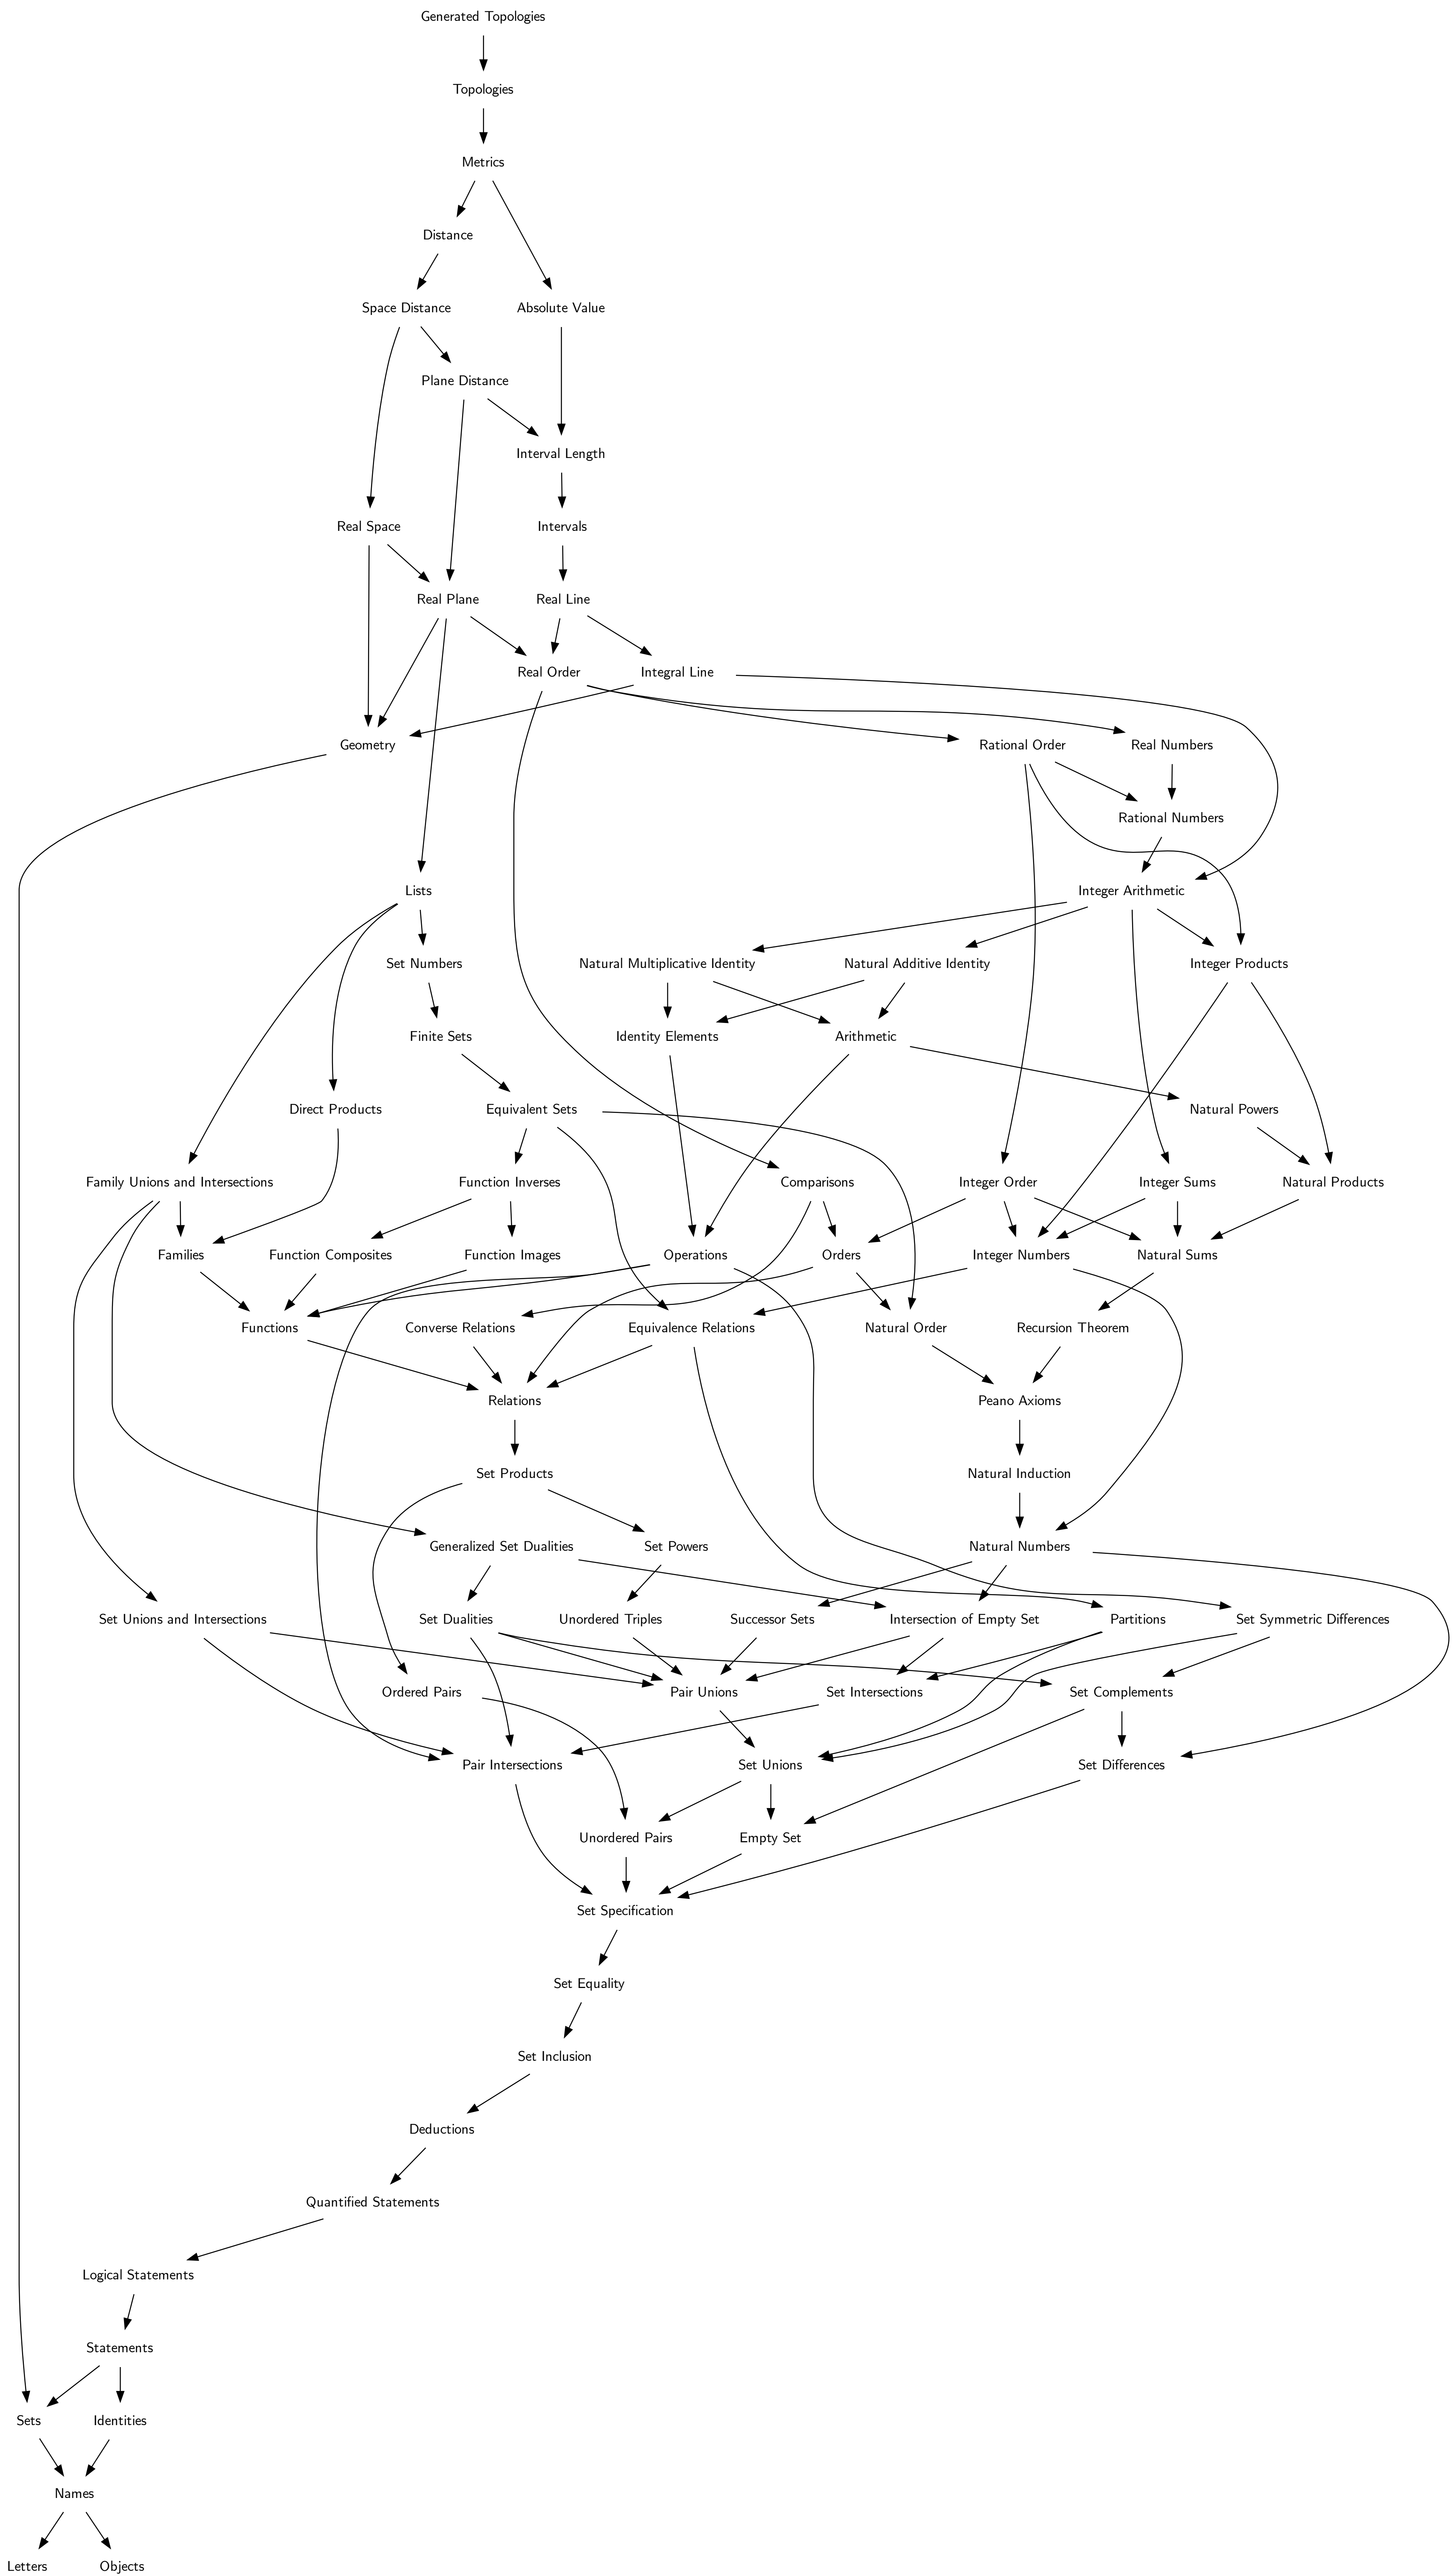 Generated Topologies
Topologies
Metrics
Distance
Space Distance
Absolute Value
Plane Distance
Interval Length
Real Space
Intervals
Real Plane
Real Line
Real Order
Integral Line
Geometry
Rational Order
Real Numbers
Rational Numbers
Lists
Integer Arithmetic
Set Numbers
Natural Multiplicative Identity
Natural Additive Identity
Integer Products
Finite Sets
Identity Elements
Arithmetic
Direct Products
Equivalent Sets
Natural Powers
Family Unions and Intersections
Function Inverses
Comparisons
Integer Order
Integer Sums
Natural Products
Families
Function Composites
Function Images
Operations
Orders
Integer Numbers
Natural Sums
Functions
Converse Relations
Equivalence Relations
Natural Order
Recursion Theorem
Relations
Peano Axioms
Set Products
Natural Induction
Generalized Set Dualities
Set Powers
Natural Numbers
Set Unions and Intersections
Set Dualities
Unordered Triples
Successor Sets
Intersection of Empty Set
Partitions
Set Symmetric Differences
Ordered Pairs
Pair Unions
Set Intersections
Set Complements
Pair Intersections
Set Unions
Set Differences
Unordered Pairs
Empty Set
Set Specification
Set Equality
Set Inclusion
Deductions
Quantified Statements
Logical Statements
Statements
Sets
Identities
Names
Letters
Objects